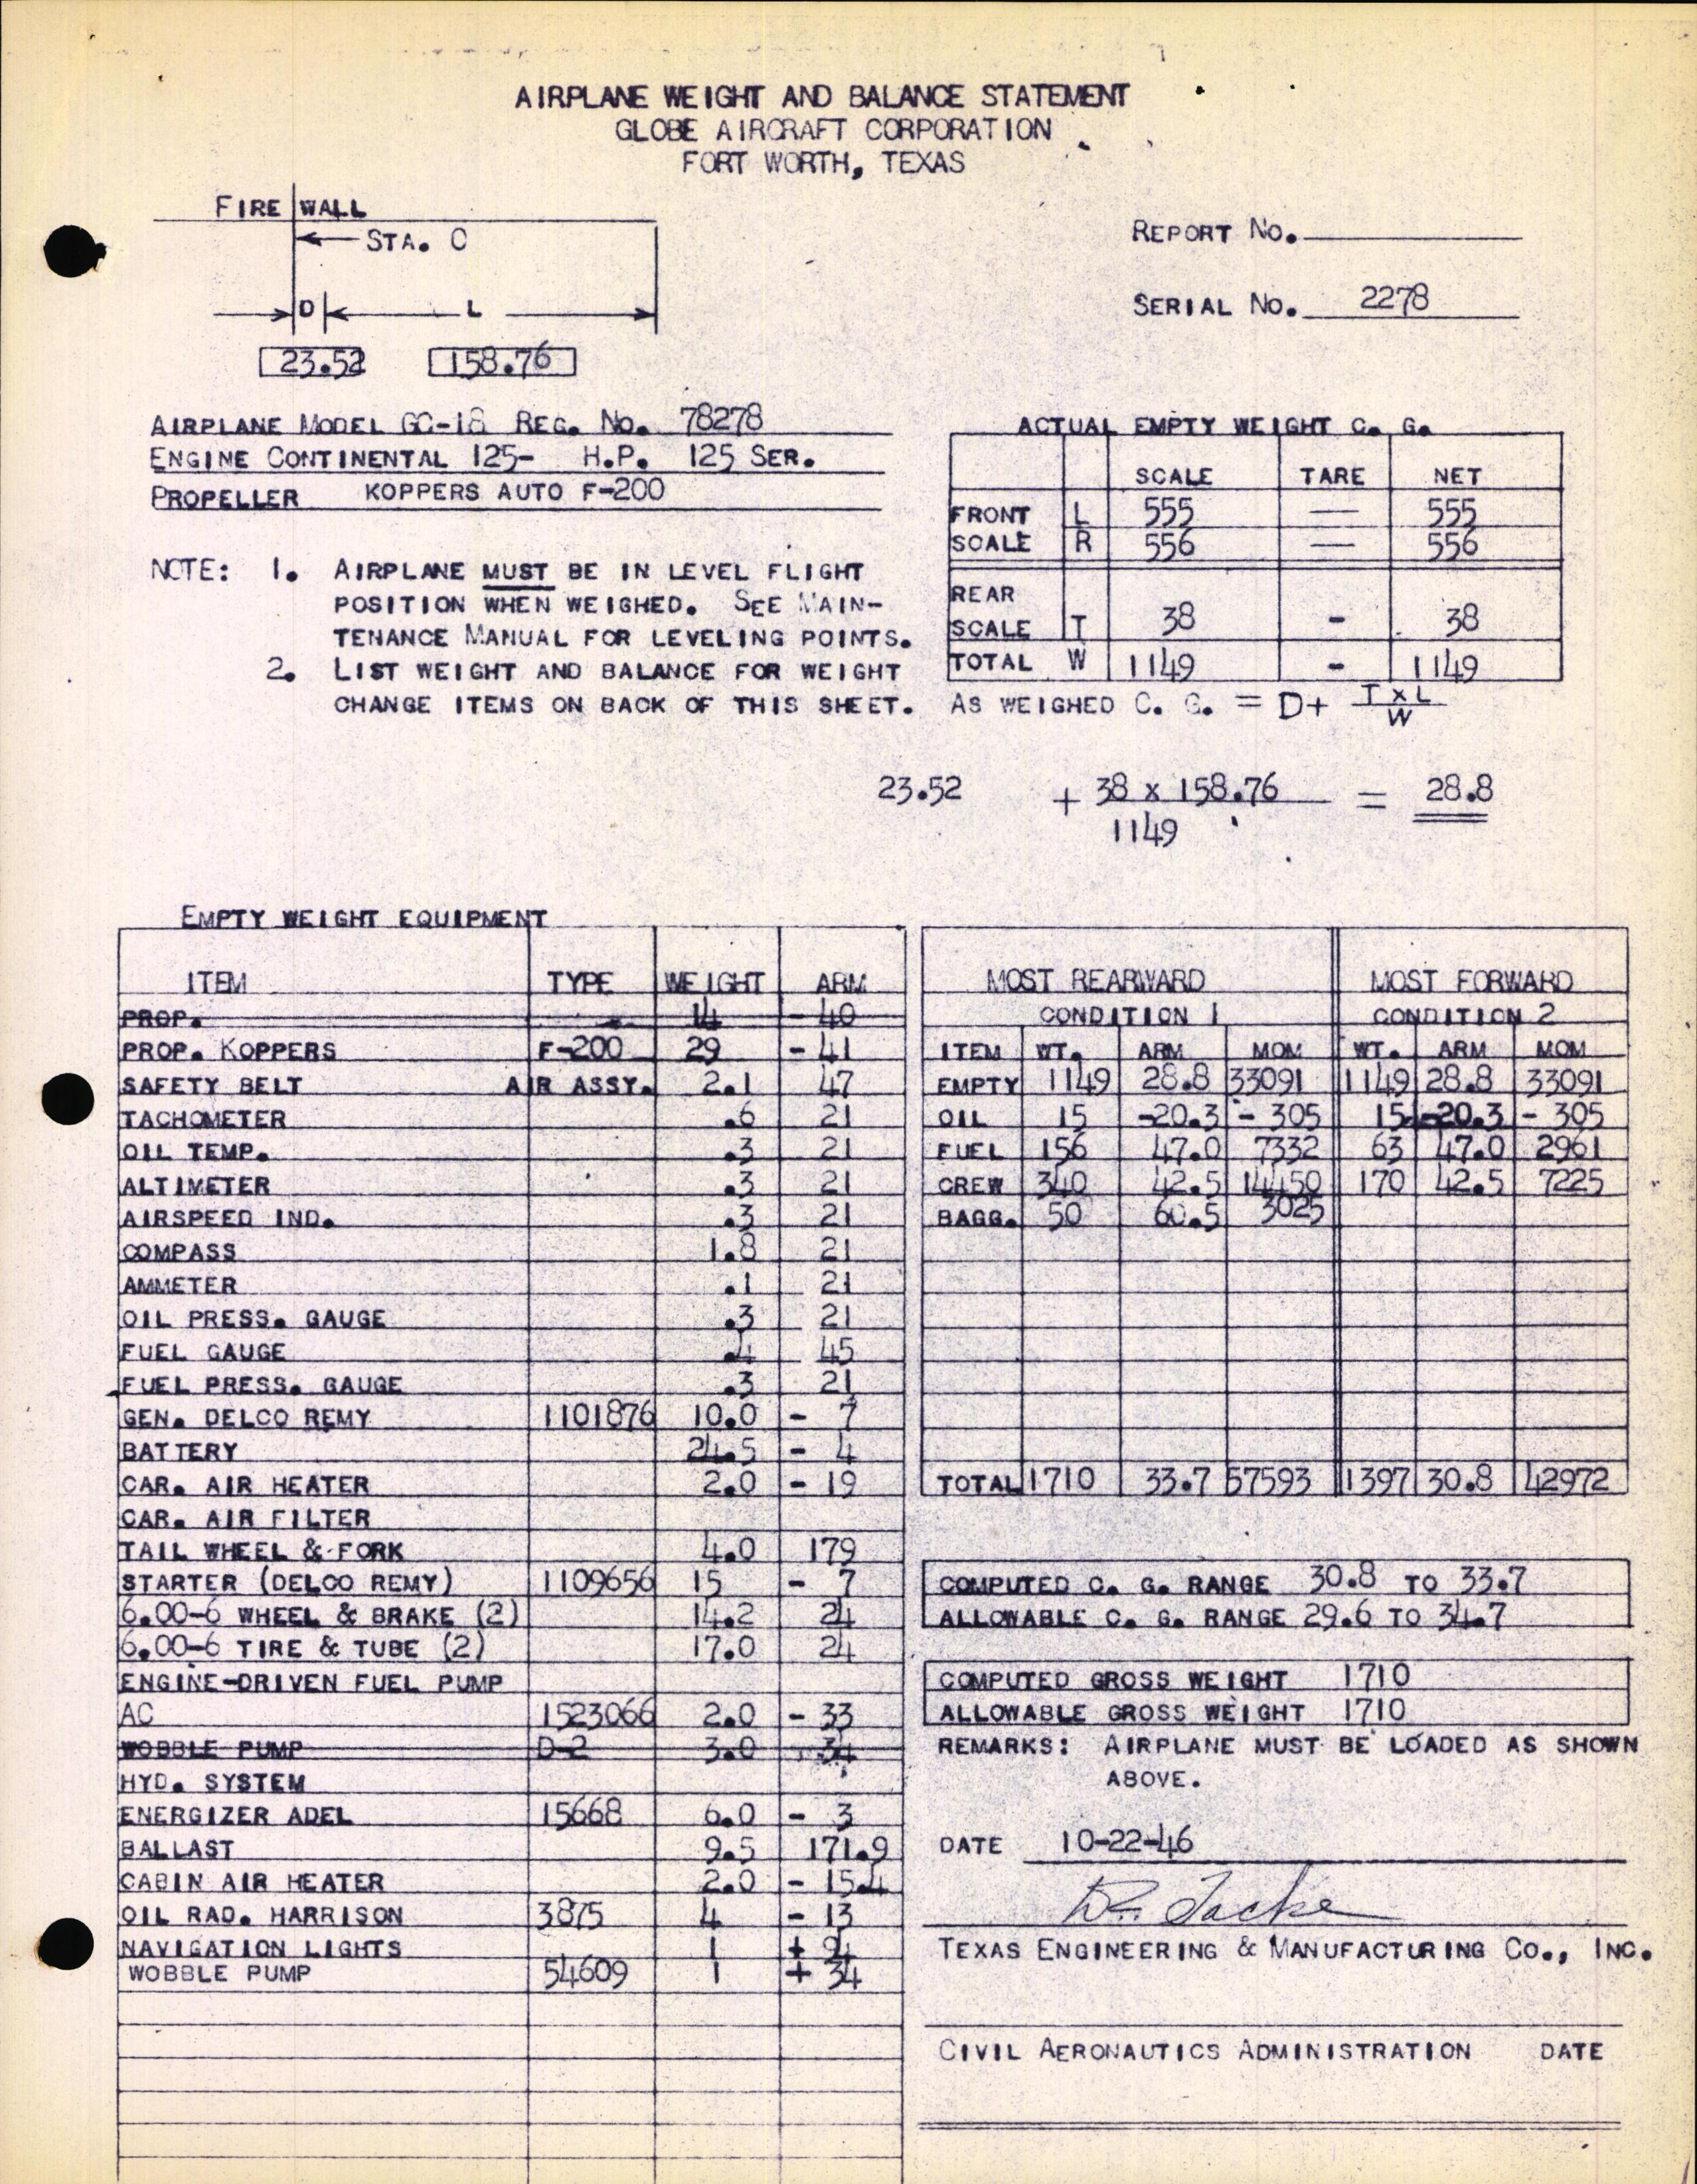 AIRPLANE WEIGHT AND BALANCE STATEMENT
GLOBE AIRCRAFT CORPORATION
FORT WORTH, TEXAS
FIRE WALL
STA. 0
D L
23.52 158.76
REPORT NO.
SERIAL NO. 2278
AIRPLANE MODEL GC-1B REG. NO. 78278
ENGINE CONTINENTAL 125- H.P. 125 SER.
PROPELLER KOPPERS AUTO F-200
NOTE: 1. AIRPLANE MUST BE IN LEVEL FLIGHT
POSITION WHEN WEIGHED. SEE MAIN-
TENANCE MANUAL FOR LEVELING POINTS.
2. LIST WEIGHT AND BALANCE FOR WEIGHT
CHANGE ITEMS ON BACK OF THIS SHEET.
ACTUAL EMPTY WEIGHT C. G.
SCALE TARE NET
FRONT L 555 — 555
SCALE R 556 — 556
REAR
SCALE T 38 - 38
TOTAL W 1149 - 1149
AS WEIGHED C. G. = D+ T x L
W
23.52 + 38 x 158.76 = 28.8
1149
EMPTY WEIGHT EQUIPMENT
ITEM TYPE WEIGHT ARM
PROP. 14 - 40
PROP. KOPPERS F-200 29 - 41
SAFETY BELT AIR ASSY. 2.1 47
TACHOMETER .6 21
OIL TEMP. .3 21
ALTIMETER .3 21
AIRSPEED IND. .3 21
COMPASS 1.8 21
AMMETER .1 21
OIL PRESS. GAUGE .3 21
FUEL GAUGE .4 45
FUEL PRESS. GAUGE .3 21
GEN. DELCO REMY 1101876 10.0 - 7
BATTERY 24.5 - 4
CAR. AIR HEATER 2.0 - 19
CAR. AIR FILTER
TAIL WHEEL & FORK 4.0 179
STARTER (DELCO REMY) 1109656 15 - 7
6.00-6 WHEEL & BRAKE (2) 14.2 24
6.00-6 TIRE & TUBE (2) 17.0 24
ENGINE-DRIVEN FUEL PUMP
AC 1523066 2.0 - 33
WOBBLE PUMP D-2 3.0 34
HYD. SYSTEM
ENERGIZER ADEL 15668 6.0 - 3
BALLAST 9.5 171.9
CABIN AIR HEATER 2.0 - 15.4
OIL RAD. HARRISON 3875 4 - 13
NAVIGATION LIGHTS 1 + 94
WOBBLE PUMP 54609 1 + 34
MOST REARWARD MOST FORWARD
CONDITION 1 CONDITION 2
ITEM WT. ARM MOM WT. ARM MOM
EMPTY 1149 28.8 33091 1149 28.8 33091
OIL 15 -20.3 - 305 15 -20.3 - 305
FUEL 156 47.0 7332 63 47.0 2961
CREW 340 42.5 14450 170 42.5 7225
BAGG. 50 60.5 3025
TOTAL 1710 33.7 57593 1397 30.8 42972
COMPUTED C. G. RANGE 30.8 TO 33.7
ALLOWABLE C. G. RANGE 29.6 TO 34.7
COMPUTED GROSS WEIGHT 1710
ALLOWABLE GROSS WEIGHT 1710
REMARKS: AIRPLANE MUST BE LOADED AS SHOWN
ABOVE.
DATE 10-22-46
TEXAS ENGINEERING & MANUFACTURING CO., INC.
CIVIL AERONAUTICS ADMINISTRATION DATE